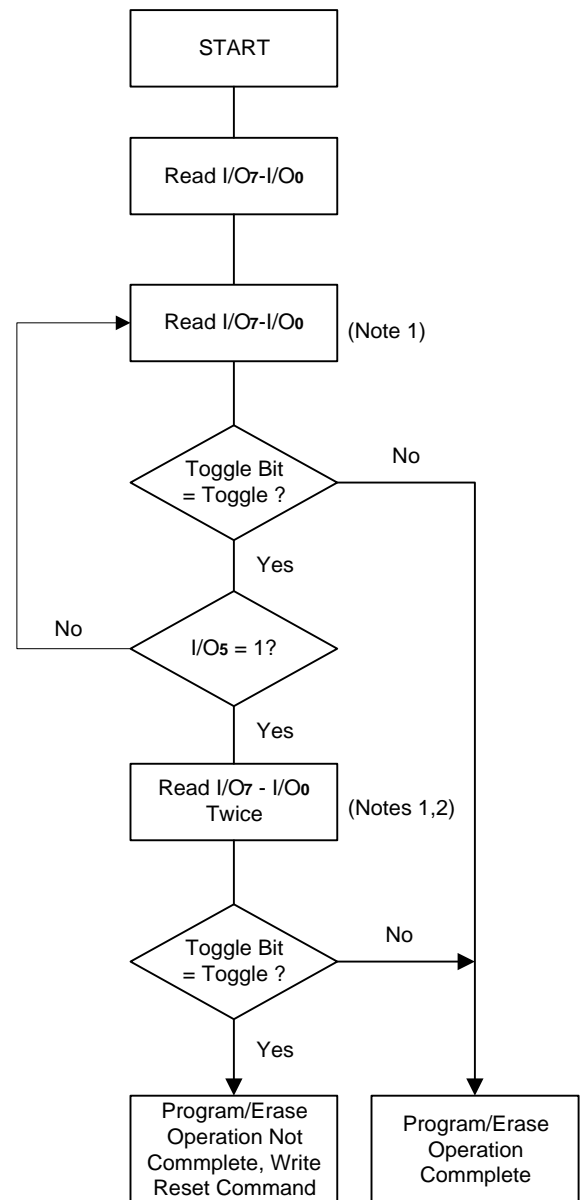 START
Read I/O7-I/O0
Read I/O7-I/O0
(Note 1)
Toggle Bit
= Toggle ?
No
Yes
I/O5 = 1?
No
Yes
Read I/O7 - I/O0
Twice
(Notes 1,2)
Toggle Bit
= Toggle ?
No
Yes
Program/Erase
Operation Not
Commplete, Write
Reset Command
Program/Erase
Operation
Commplete